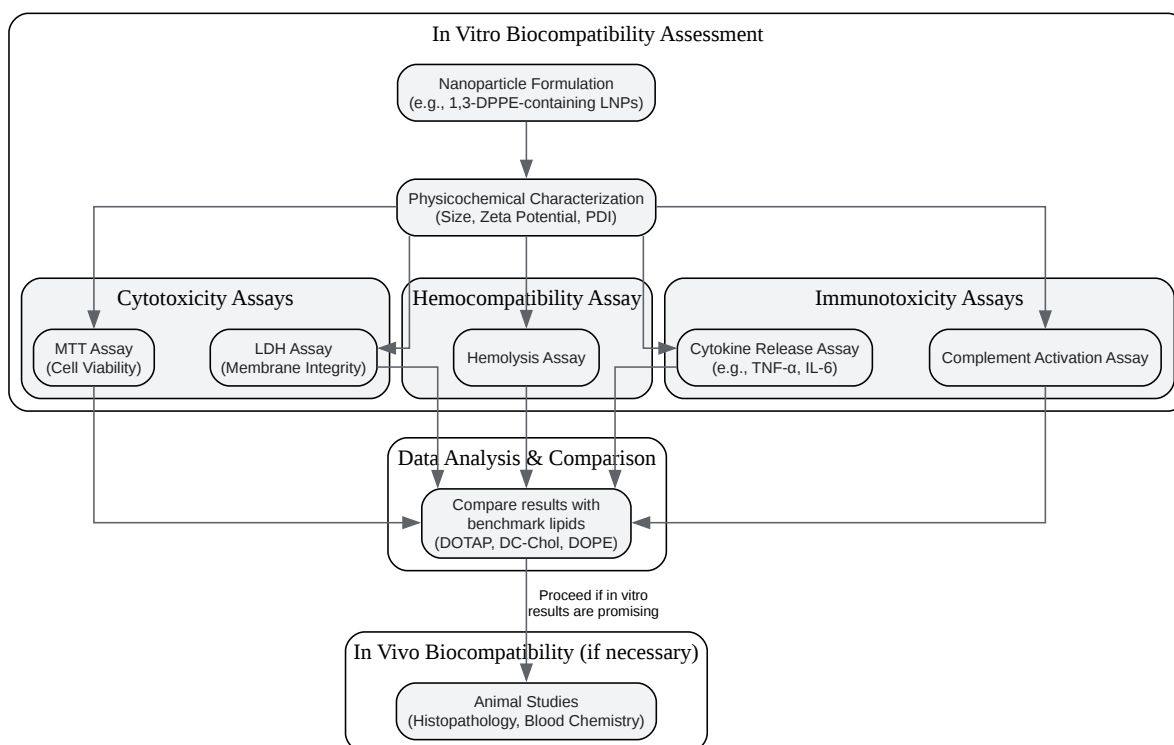 In Vitro Biocompatibility Assessment
Nanoparticle Formulation
(e.g., 1,3-DPPE-containing LNPs)
Physicochemical Characterization
(Size, Zeta Potential, PDI)
Cytotoxicity Assays
MTT Assay
(Cell Viability)
LDH Assay
(Membrane Integrity)
Hemocompatibility Assay
Hemolysis Assay
Immunotoxicity Assays
Cytokine Release Assay
(e.g., TNF-α, IL-6)
Complement Activation Assay
Data Analysis & Comparison
Compare results with
benchmark lipids
(DOTAP, DC-Chol, DOPE)
Proceed if in vitro
results are promising
In Vivo Biocompatibility (if necessary)
Animal Studies
(Histopathology, Blood Chemistry)